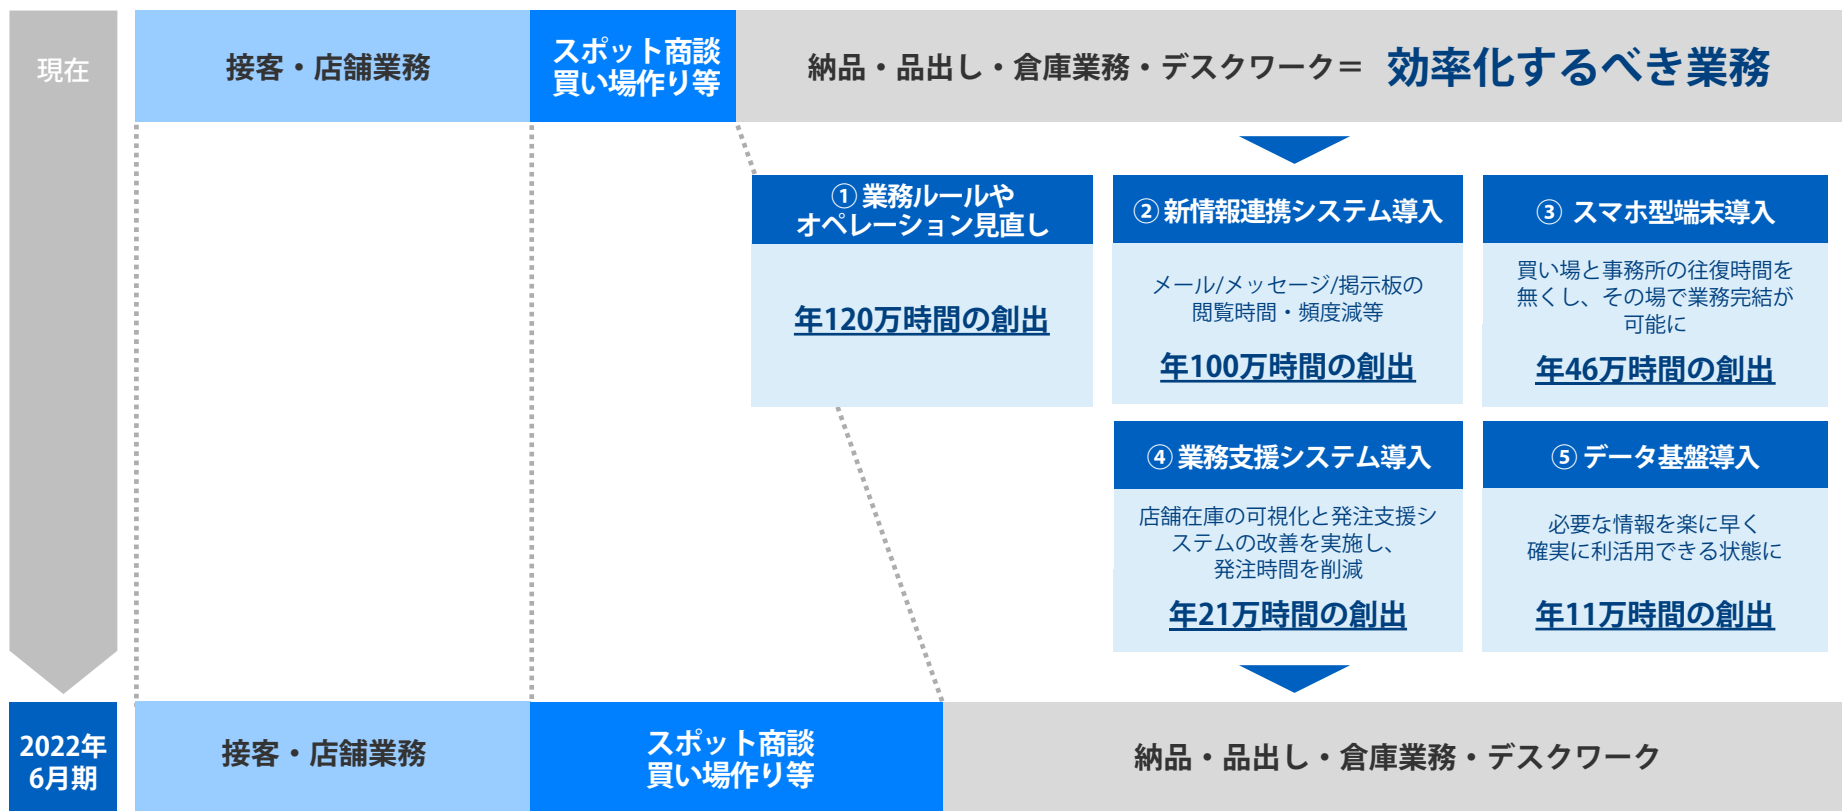 現在
接客・店舗業務
スポット商談
買い場作り等
納品・品出し・倉庫業務・デスクワーク＝ 効率化するべき業務
① 業務ルールや
オペレーション見直し
年120万時間の創出
② 新情報連携システム導入
メール/メッセージ/掲示板の
閲覧時間・頻度減等
年100万時間の創出
③ スマホ型端末導入
買い場と事務所の往復時間を
無くし、その場で業務完結が
可能に
年46万時間の創出
④ 業務支援システム導入
店舗在庫の可視化と発注支援シ
ステムの改善を実施し、
発注時間を削減
年21万時間の創出
⑤ データ基盤導入
必要な情報を楽に早く
確実に利活用できる状態に
年11万時間の創出
2022年
6月期
接客・店舗業務
スポット商談
買い場作り等
納品・品出し・倉庫業務・デスクワーク